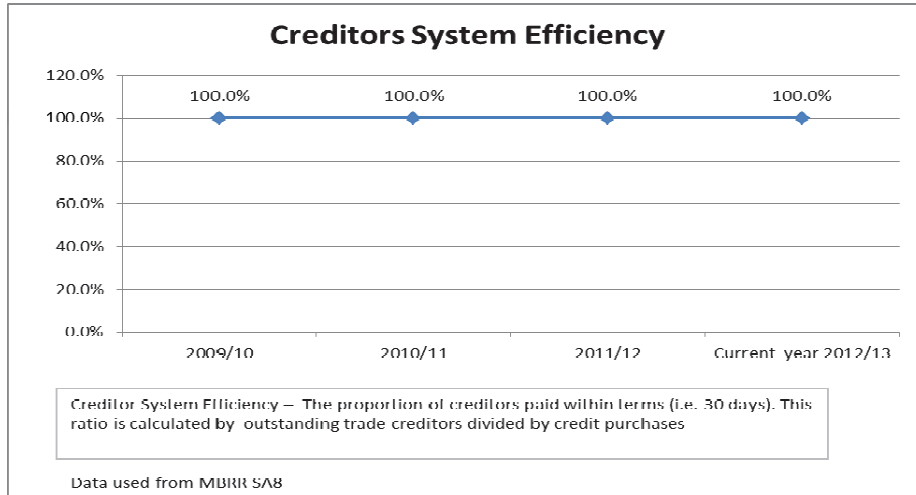 Creditors System Efficiency
120.0%
100.0%
80.0%
60.0%
40.0%
20.0%
0.0%
100.0% 100.0% 100.0% 100.0%
2009/10 2010/11 2011/12 Current year 2012/13
Creditor System Efficiency – The proportion of creditors paid within terms (i.e. 30 days). This
ratio is calculated by outstanding trade creditors divided by credit purchases
Data used from MBRR SA8